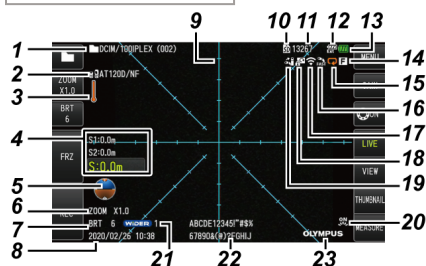 9 10 11 12 13
1 DCIM/100IPLEX (002) 13267
MENU
2 AT120D/NF
14
ZOOM X1.0
3
15
ON
16
BRT 6
4
S1:0.0m
17
LIVE
FRZ
S2:0.0m
18
S:0.0m
VIEW
19
5
THUMBNAIL
6 ZOOM X1.0
7 BRT 6 WiDER 1
ABCDE12345!"#$%
ON
20
MEASURE
8 2020/02/26 10:38
67890&(=)?EFGHIJ
OLYMPUS
21 22 23